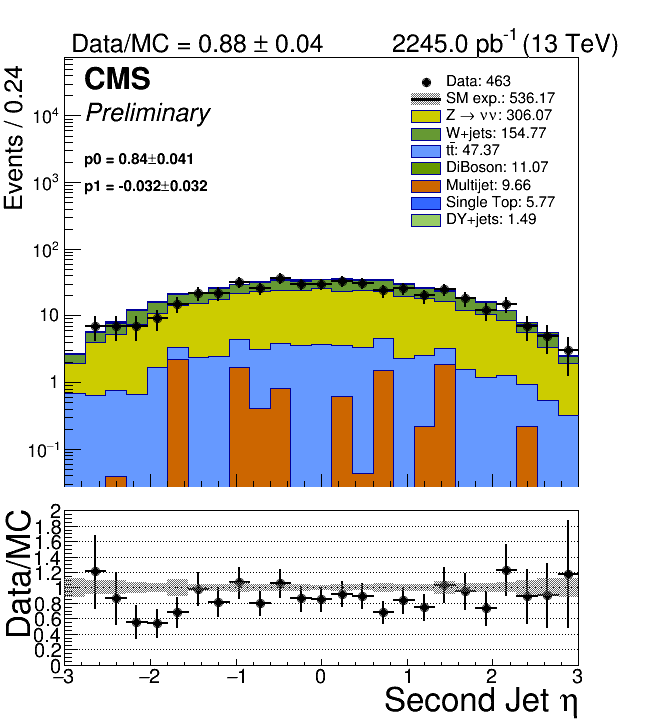 Data/MC = 0.88 ± 0.04 2245.0 pb⁻¹ (13 TeV)
CMS
Preliminary
p0 = 0.84±0.041
p1 = -0.032±0.032
Data: 463
SM exp.: 536.17
Z → νν: 306.07
W+jets: 154.77
tt̄: 47.37
DiBoson: 11.07
Multijet: 9.66
Single Top: 5.77
DY+jets: 1.49
Events / 0.24
10⁴
10²
10
1
10⁻¹
Data/MC
2
1.8
1.6
1.4
1.2
1
0.8
0.6
0.4
0.2
0
−3 −2 −1 0 1 2 3
Second Jet η